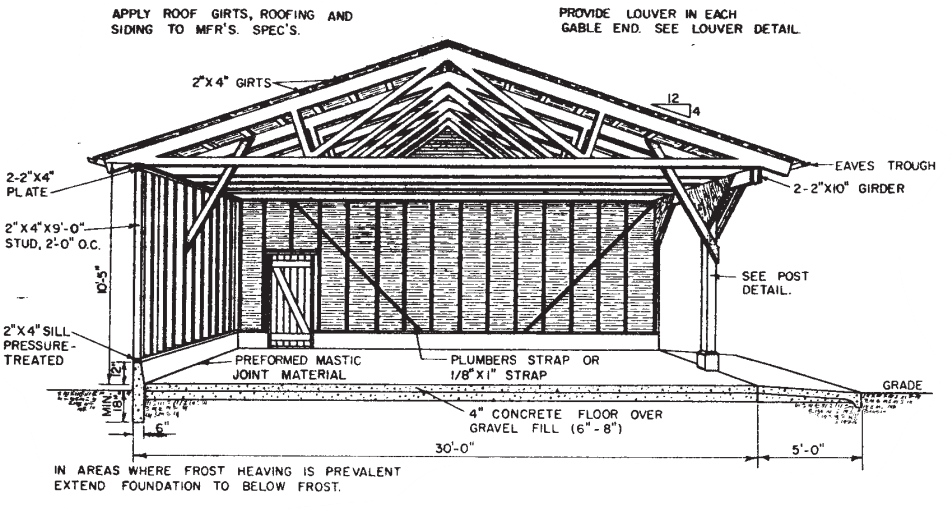 APPLY ROOF GIRTS, ROOFING AND
SIDING TO MFR'S. SPEC'S.
PROVIDE LOUVER IN EACH
GABLE END. SEE LOUVER DETAIL.
2"X4" GIRTS
12
4
EAVES TROUGH
2-2"X4"
PLATE
2-2"X10" GIRDER
2"X4"X9'-0"
STUD, 2'-0" O.C.
10'-5"
SEE POST
DETAIL.
2"X4" SILL
PRESSURE-
TREATED
PREFORMED MASTIC
JOINT MATERIAL
PLUMBERS STRAP OR
1/8"X1" STRAP
12"
GRADE
MIN.
18"
4" CONCRETE FLOOR OVER
GRAVEL FILL (6"-8")
6"
30'-0"
5'-0"
IN AREAS WHERE FROST HEAVING IS PREVALENT
EXTEND FOUNDATION TO BELOW FROST.